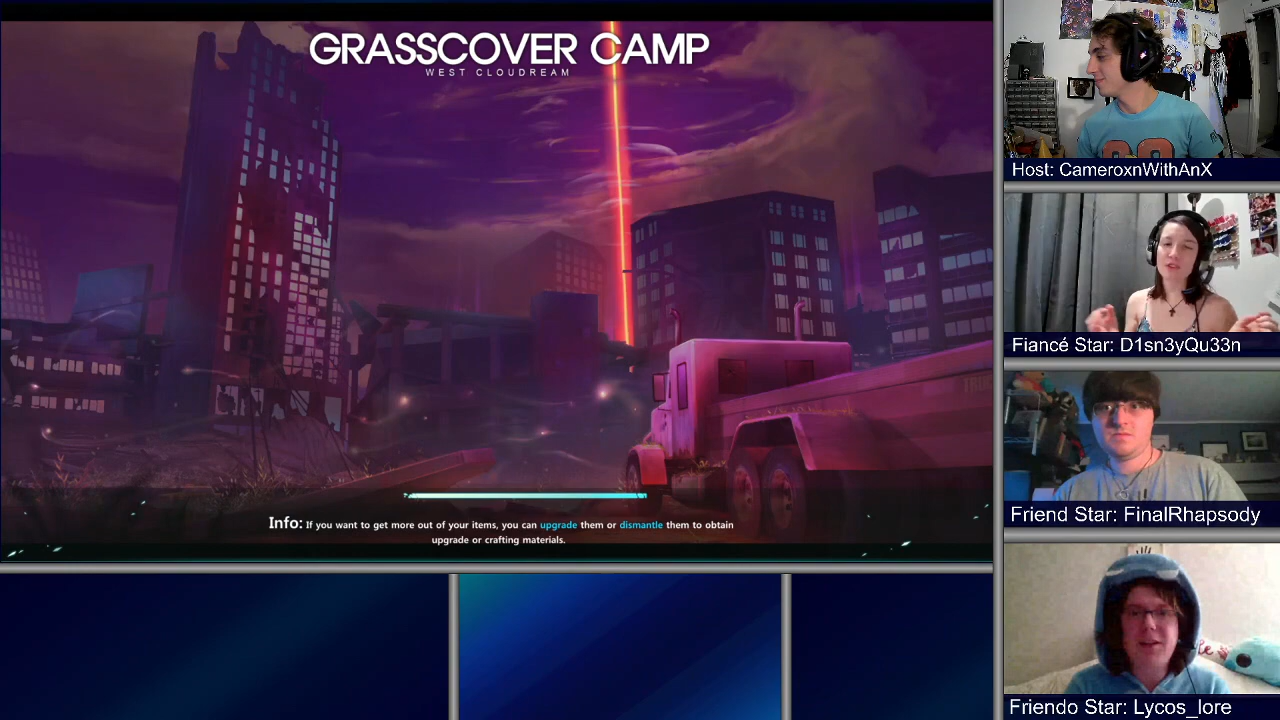 GRASSCOVER CAMP
WEST CLOUDREAM
Info: If you want to get more out of your items, you can upgrade them or dismantle them to obtain
upgrade or crafting materials.
Host: CameroxnWithAnX
Fiancé Star: D1sn3yQu33n
Friend Star: FinalRhapsody
Friendo Star: Lycos_lore